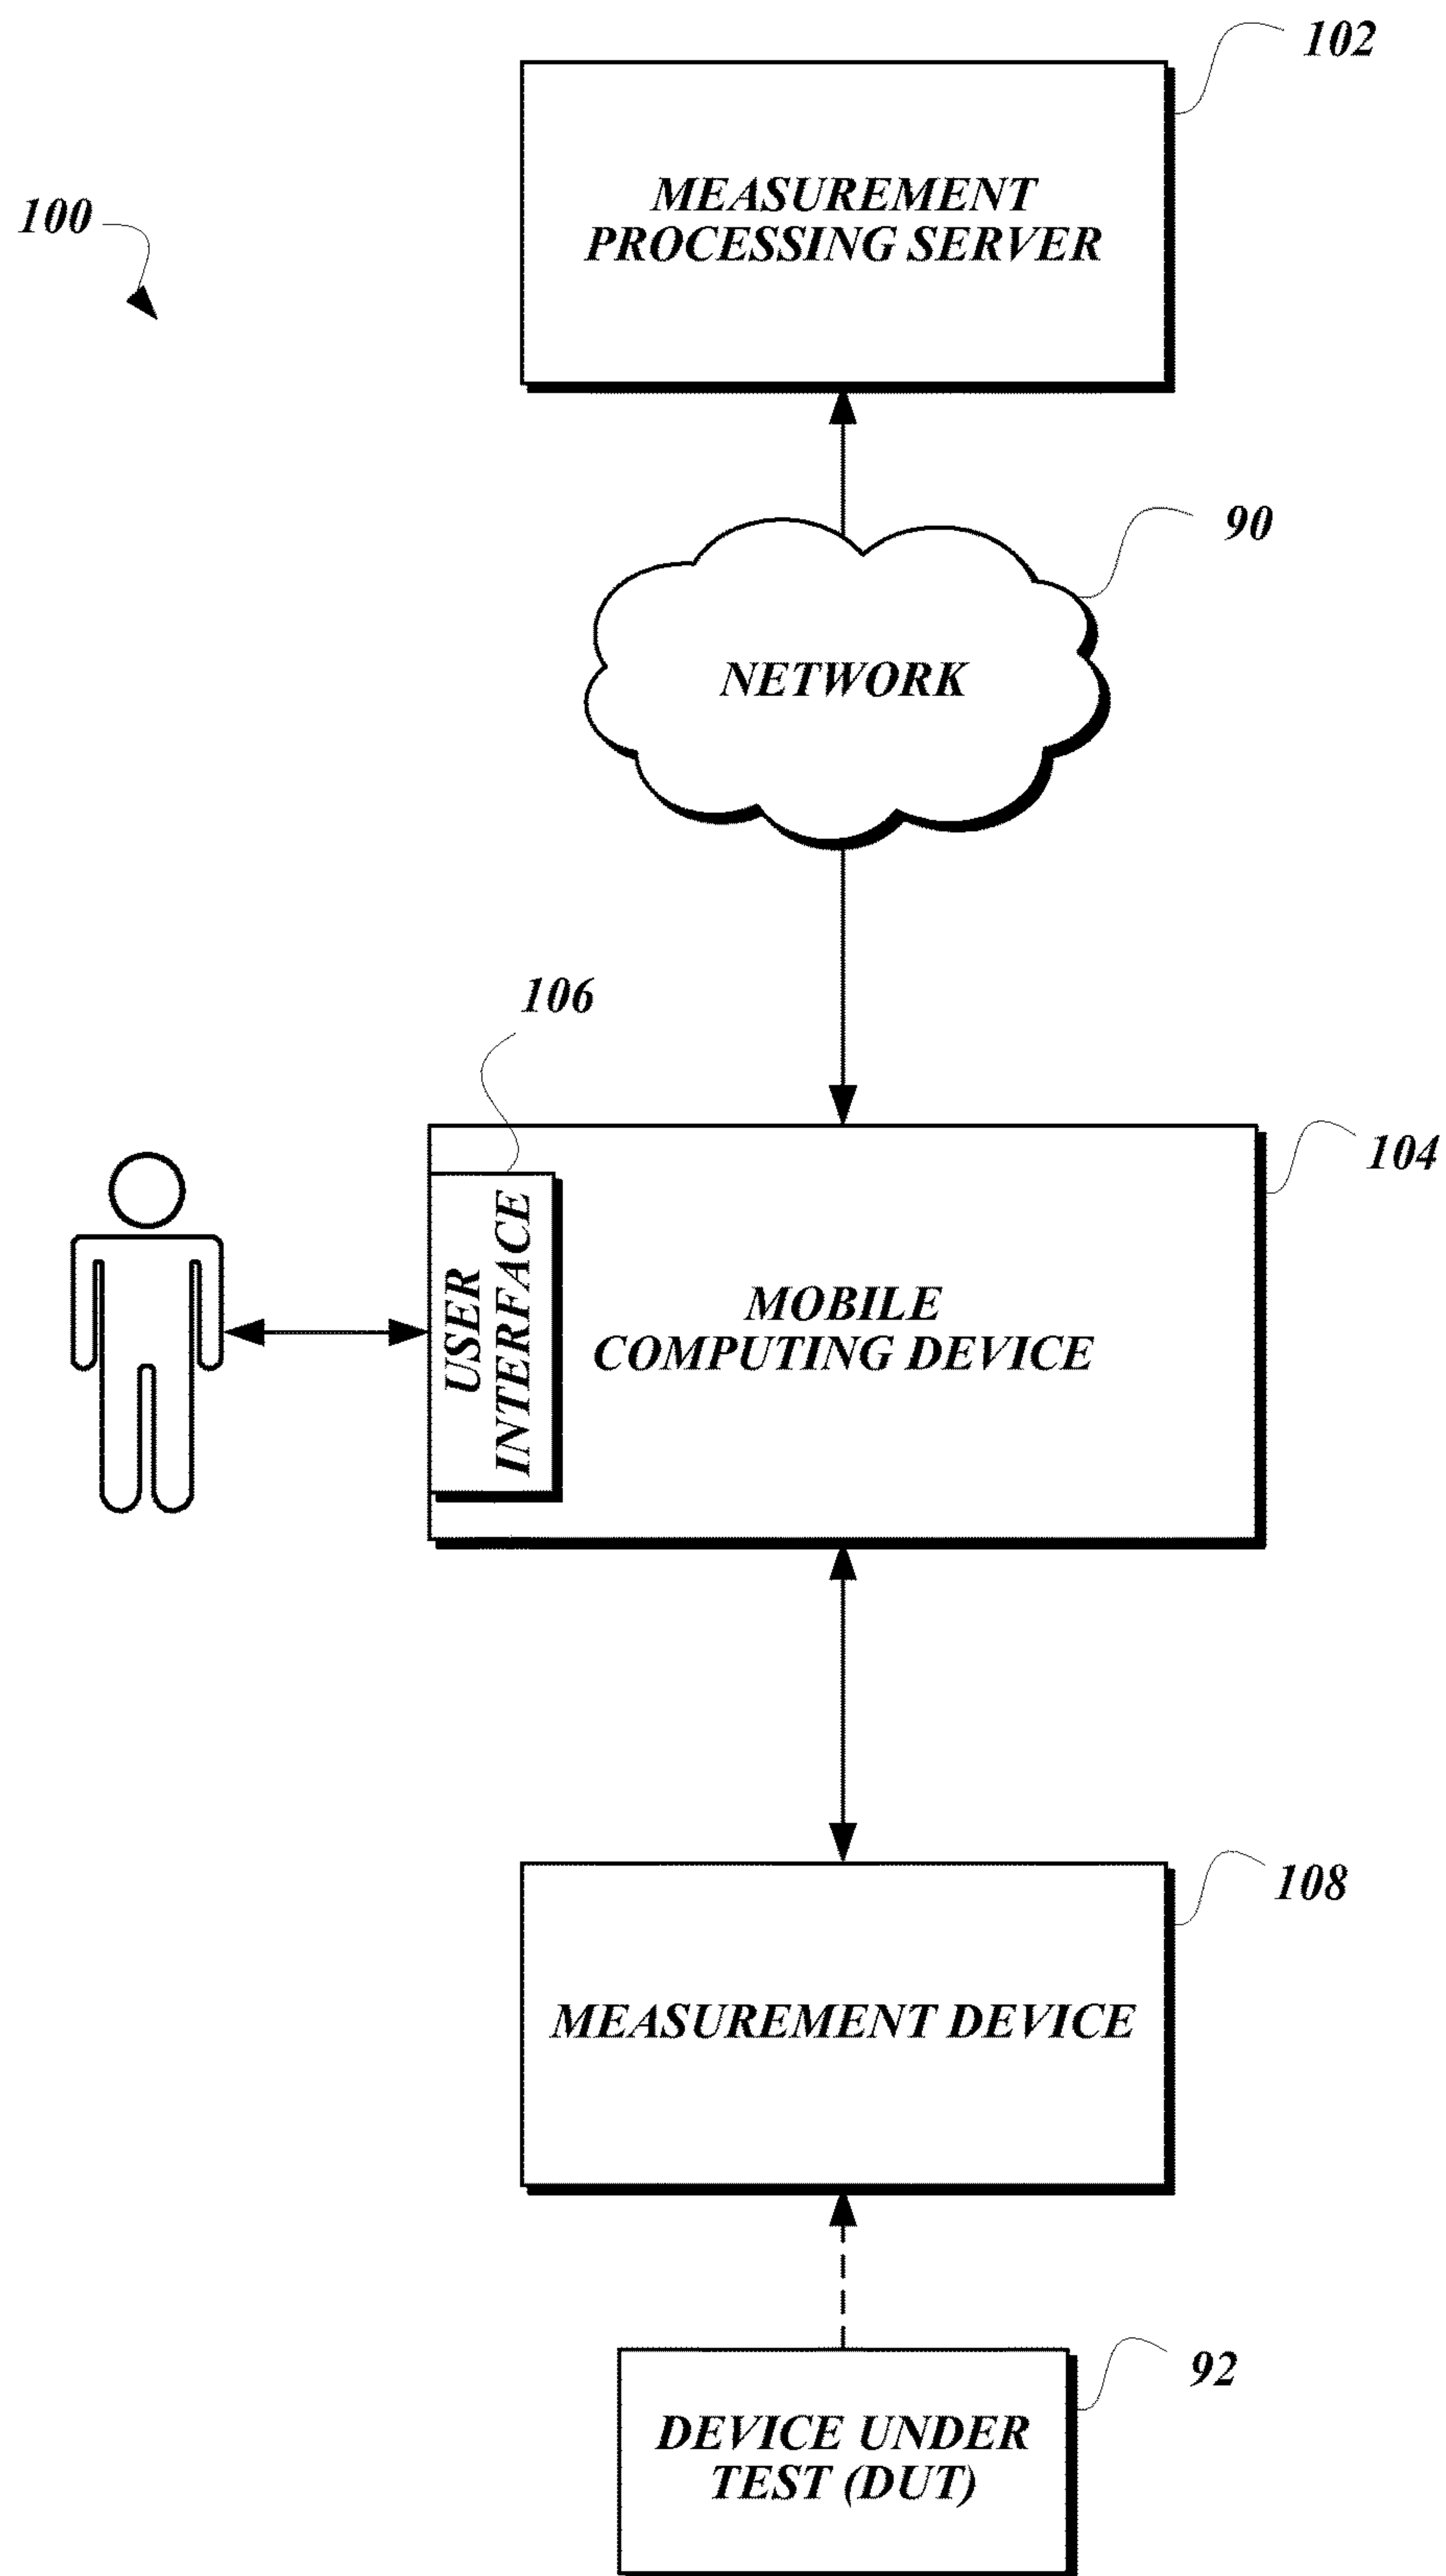 102
MEASUREMENT
PROCESSING SERVER
100
90
NETWORK
106
104
USER
INTERFACE
MOBILE
COMPUTING DEVICE
108
MEASUREMENT DEVICE
92
DEVICE UNDER
TEST (DUT)